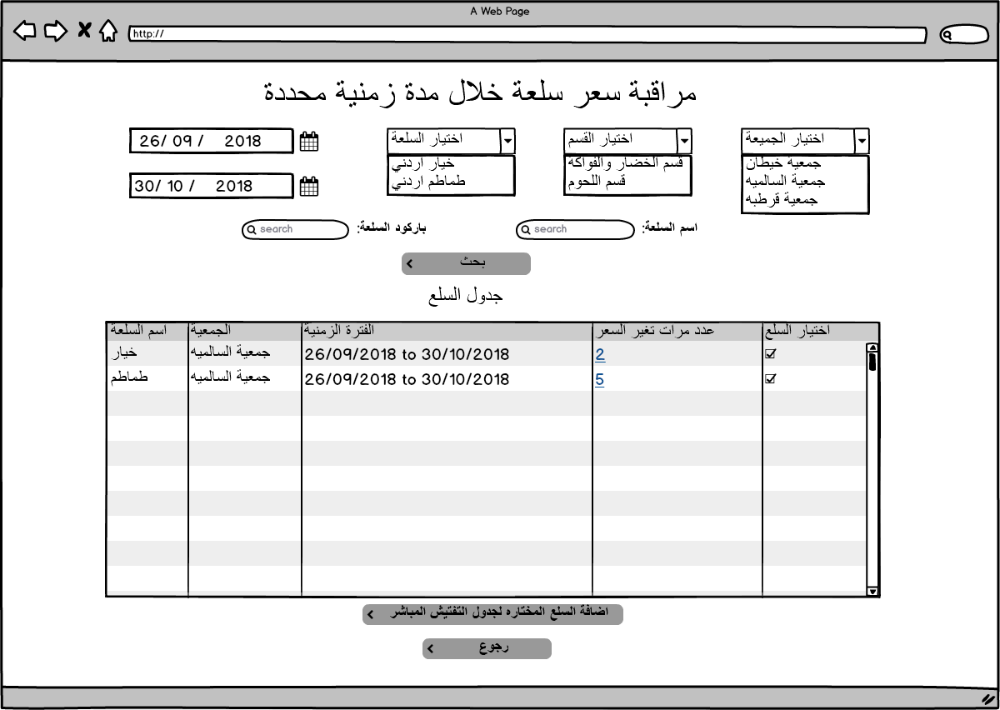 A Web Page
http://
مراقبة سعر سلعة خلال مدة زمنية محددة
اختيار الجميعة
جمعية خيطان
جمعية السالميه
جمعية قرطبه
اختيار القسم
قسم الخضار والفواكه
قسم اللحوم
اختيار السلعة
خيار اردني
طماطم اردني
26/ 09 / 2018
30/ 10 / 2018
اسم السلعة: search
باركود السلعة: search
بحث
جدول السلع
اسم السلعة الجمعية الفترة الزمنية عدد مرات تغير السعر اختيار السلع
خيار جمعية السالميه 26/09/2018 to 30/10/2018 2
طماطم جمعية السالميه 26/09/2018 to 30/10/2018 5
اضافة السلع المختاره لجدول التفتيش المباشر
رجوع